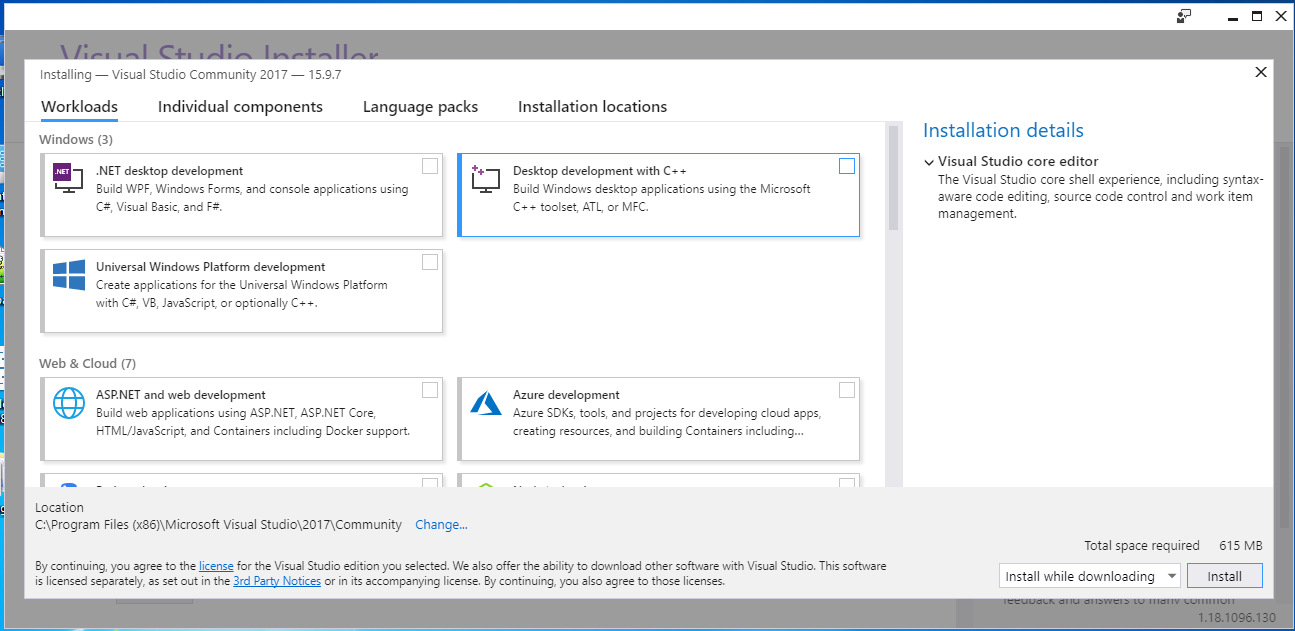 Visual Studio Installer
Installing — Visual Studio Community 2017 — 15.9.7
Workloads
Individual components
Language packs
Installation locations
Windows (3)
.NET
.NET desktop development
Build WPF, Windows Forms, and console applications using
C#, Visual Basic, and F#.
Desktop development with C++
Build Windows desktop applications using the Microsoft
C++ toolset, ATL, or MFC.
Universal Windows Platform development
Create applications for the Universal Windows Platform
with C#, VB, JavaScript, or optionally C++.
Web & Cloud (7)
ASP.NET and web development
Build web applications using ASP.NET, ASP.NET Core,
HTML/JavaScript, and Containers including Docker support.
Azure development
Azure SDKs, tools, and projects for developing cloud apps,
creating resources, and building Containers including...
Installation details
Visual Studio core editor
The Visual Studio core shell experience, including syntax-
aware code editing, source code control and work item
management.
Location
C:\Program Files (x86)\Microsoft Visual Studio\2017\Community Change...
Total space required 615 MB
By continuing, you agree to the license for the Visual Studio edition you selected. We also offer the ability to download other software with Visual Studio. This software
is licensed separately, as set out in the 3rd Party Notices or in its accompanying license. By continuing, you also agree to those licenses.
Install while downloading
Install
feedback and answers to many common
1.18.1096.130